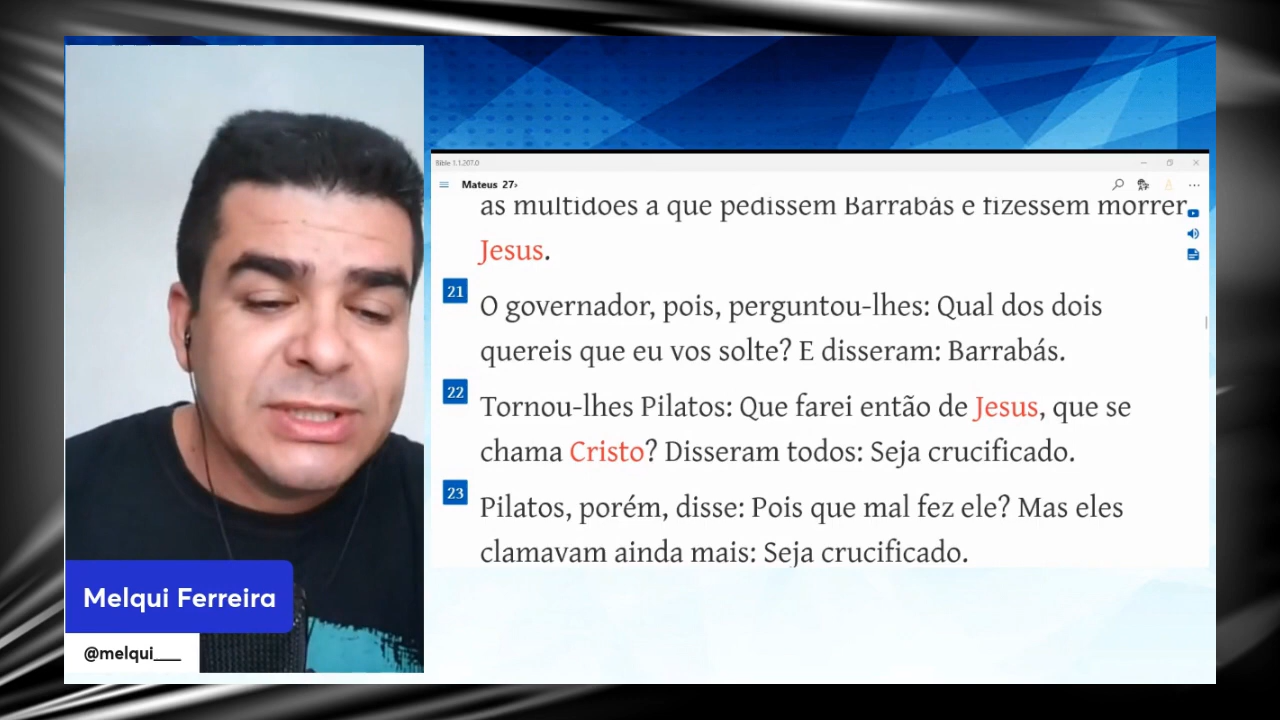 Bible 1.1.207.0
Mateus 27›
as multidões a que pedissem Barrabás e fizessem morrer
Jesus.
21
O governador, pois, perguntou-lhes: Qual dos dois
quereis que eu vos solte? E disseram: Barrabás.
22
Tornou-lhes Pilatos: Que farei então de Jesus, que se
chama Cristo? Disseram todos: Seja crucificado.
23
Pilatos, porém, disse: Pois que mal fez ele? Mas eles
clamavam ainda mais: Seja crucificado.
Melqui Ferreira
@melqui___